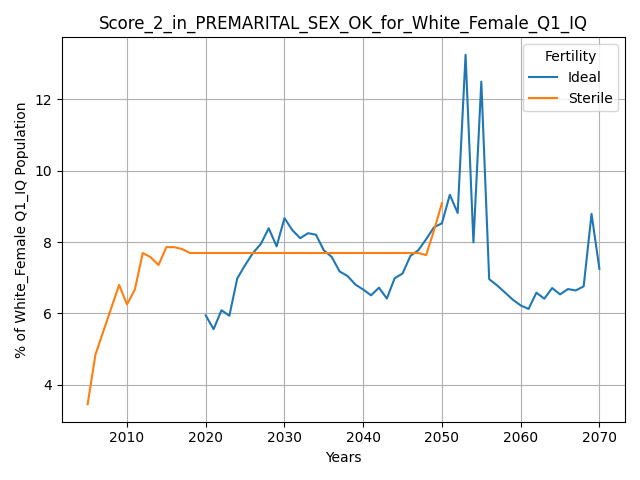 Score_2_in_PREMARITAL_SEX_OK_for_White_Female_Q1_IQ
Fertility
Ideal
Sterile
% of White_Female Q1_IQ Population
12
10
8
6
4
2010 2020 2030 2040 2050 2060 2070
Years